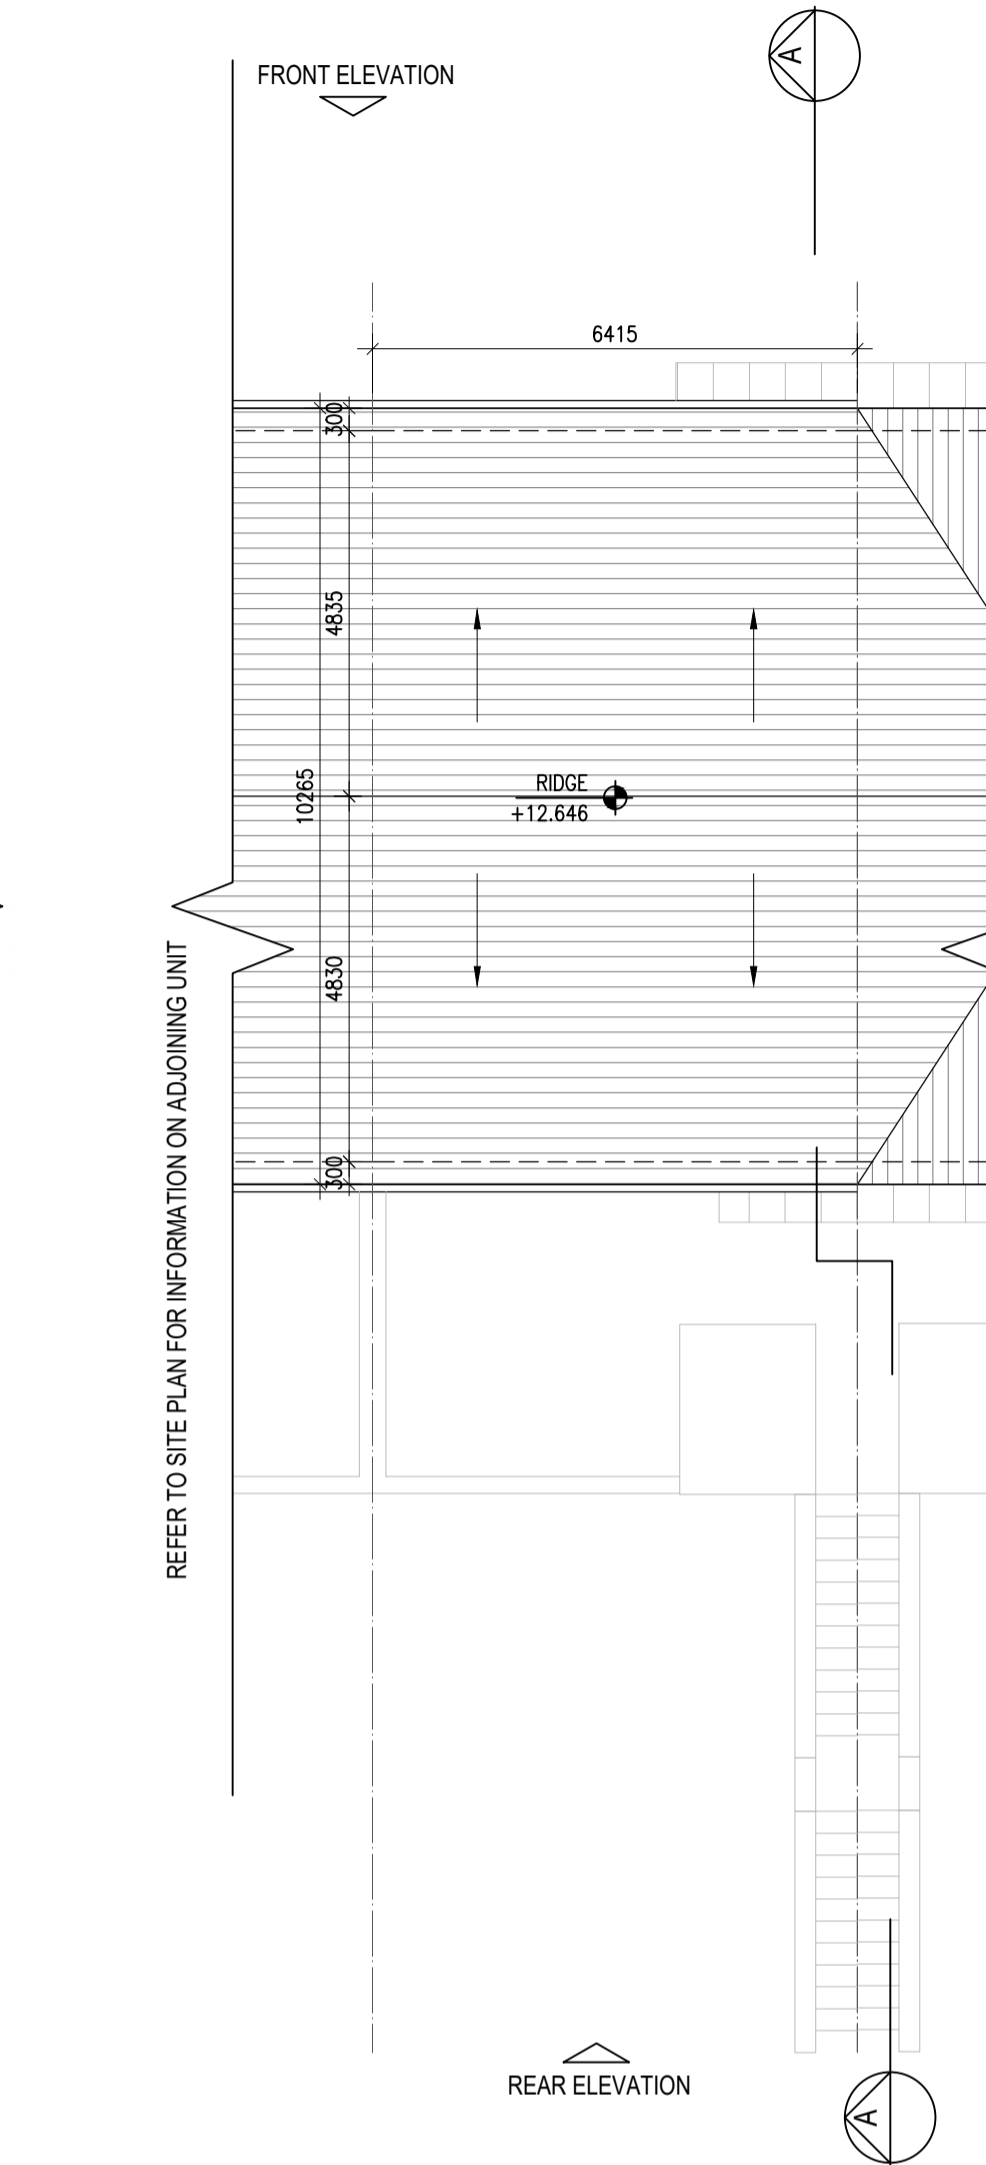 FRONT ELEVATION
A
6415
300
4835
RIDGE
+12.646
10265
4830
REFER TO SITE PLAN FOR INFORMATION ON ADJOINING UNIT
300
REAR ELEVATION
A